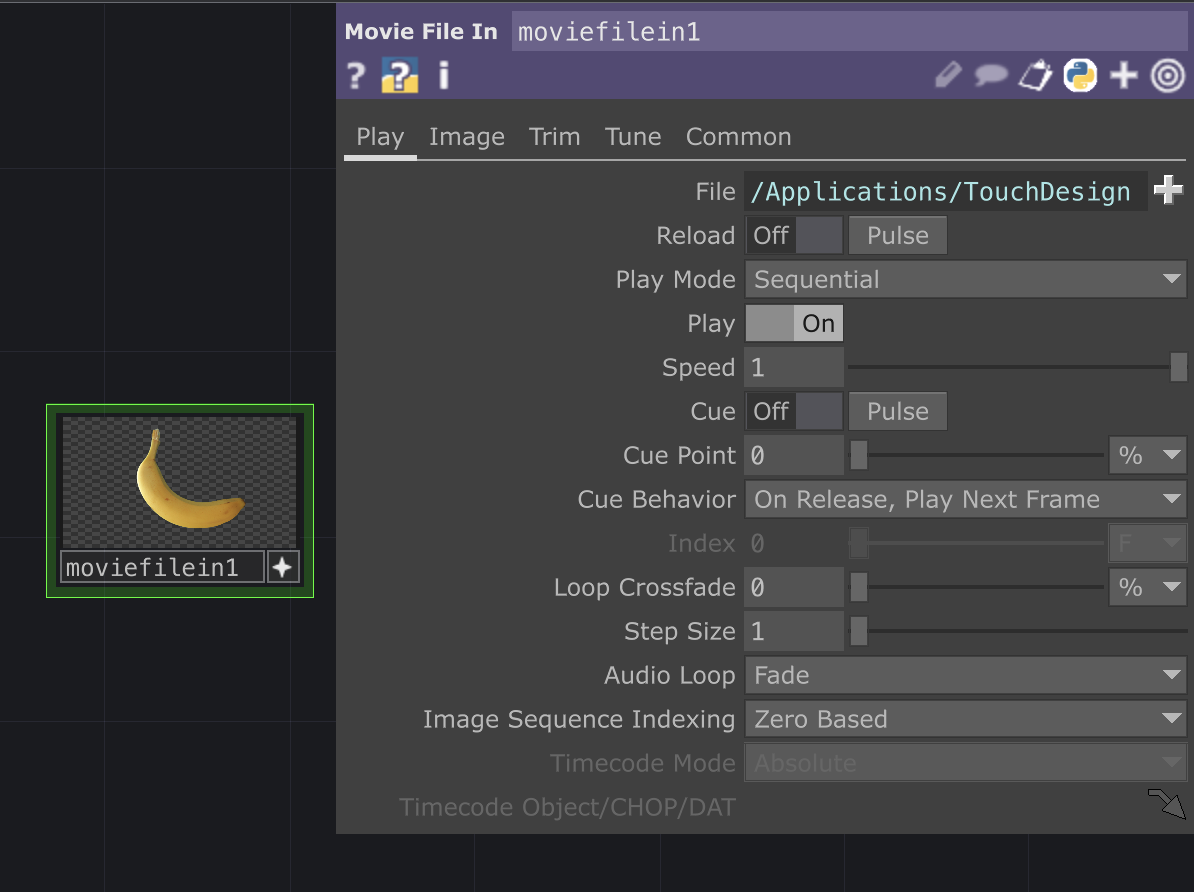 Movie File In moviefilein1
? ? i
Play Image Trim Tune Common
File /Applications/TouchDesign
Reload Off Pulse
Play Mode Sequential
Play On
Speed 1
Cue Off Pulse
Cue Point 0 %
Cue Behavior On Release, Play Next Frame
Index 0 F
Loop Crossfade 0 %
Step Size 1
Audio Loop Fade
Image Sequence Indexing Zero Based
Timecode Mode Absolute
Timecode Object/CHOP/DAT
moviefilein1